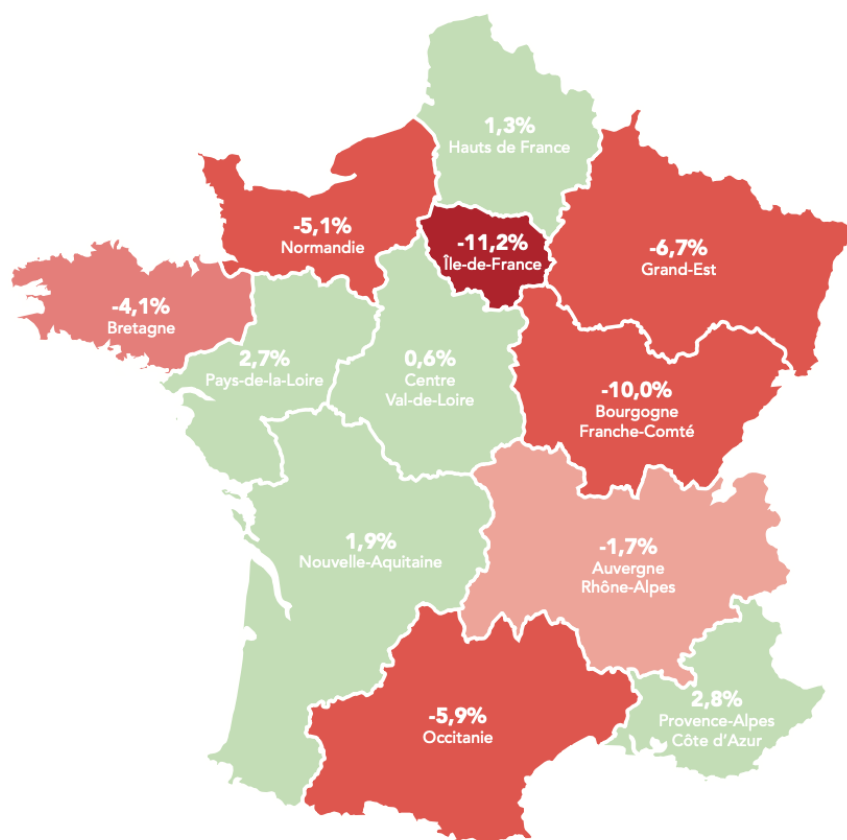 1,3%
Hauts de France
-5,1%
Normandie
-11,2%
Île-de-France
-6,7%
Grand-Est
-4,1%
Bretagne
2,7%
Pays-de-la-Loire
0,6%
Centre
Val-de-Loire
-10,0%
Bourgogne
Franche-Comté
1,9%
Nouvelle-Aquitaine
-1,7%
Auvergne
Rhône-Alpes
-5,9%
Occitanie
2,8%
Provence-Alpes
Côte d'Azur